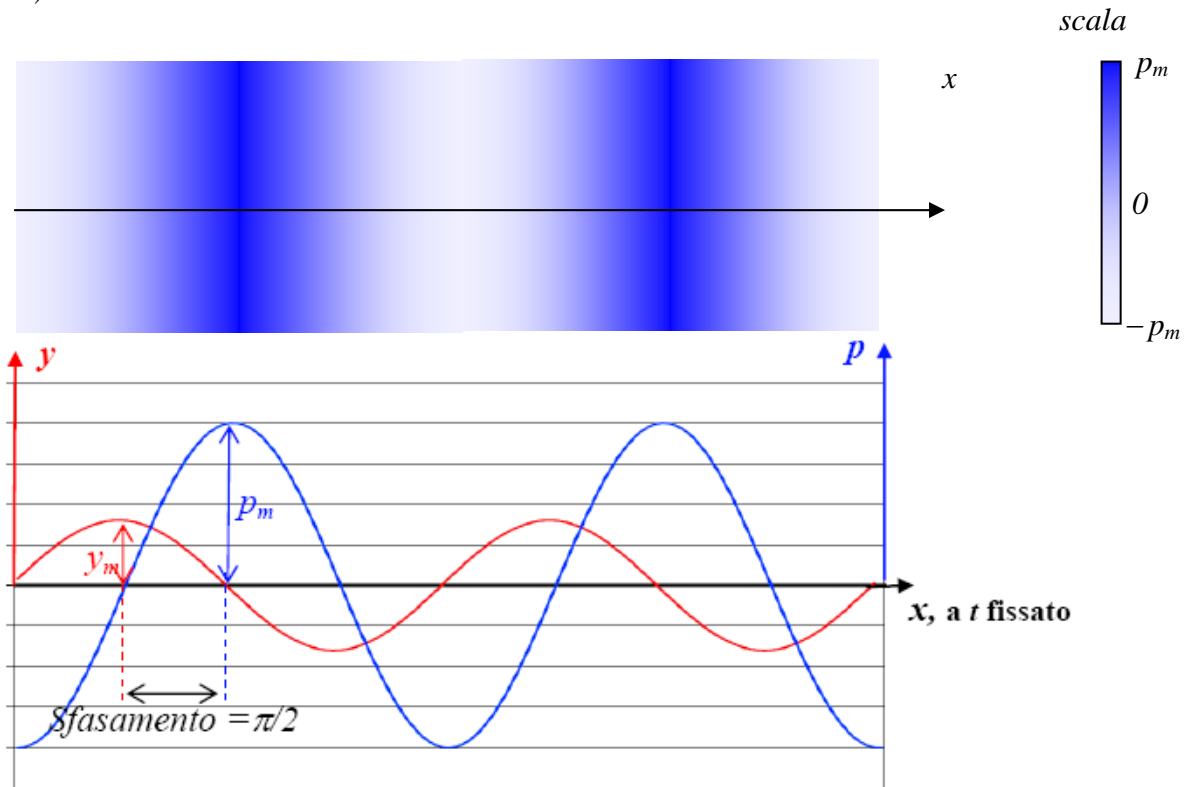 )
scala
p_m
x
0
−p_m
y
p
p_m
y_m
x, a t fissato
Sfasamento =π/2